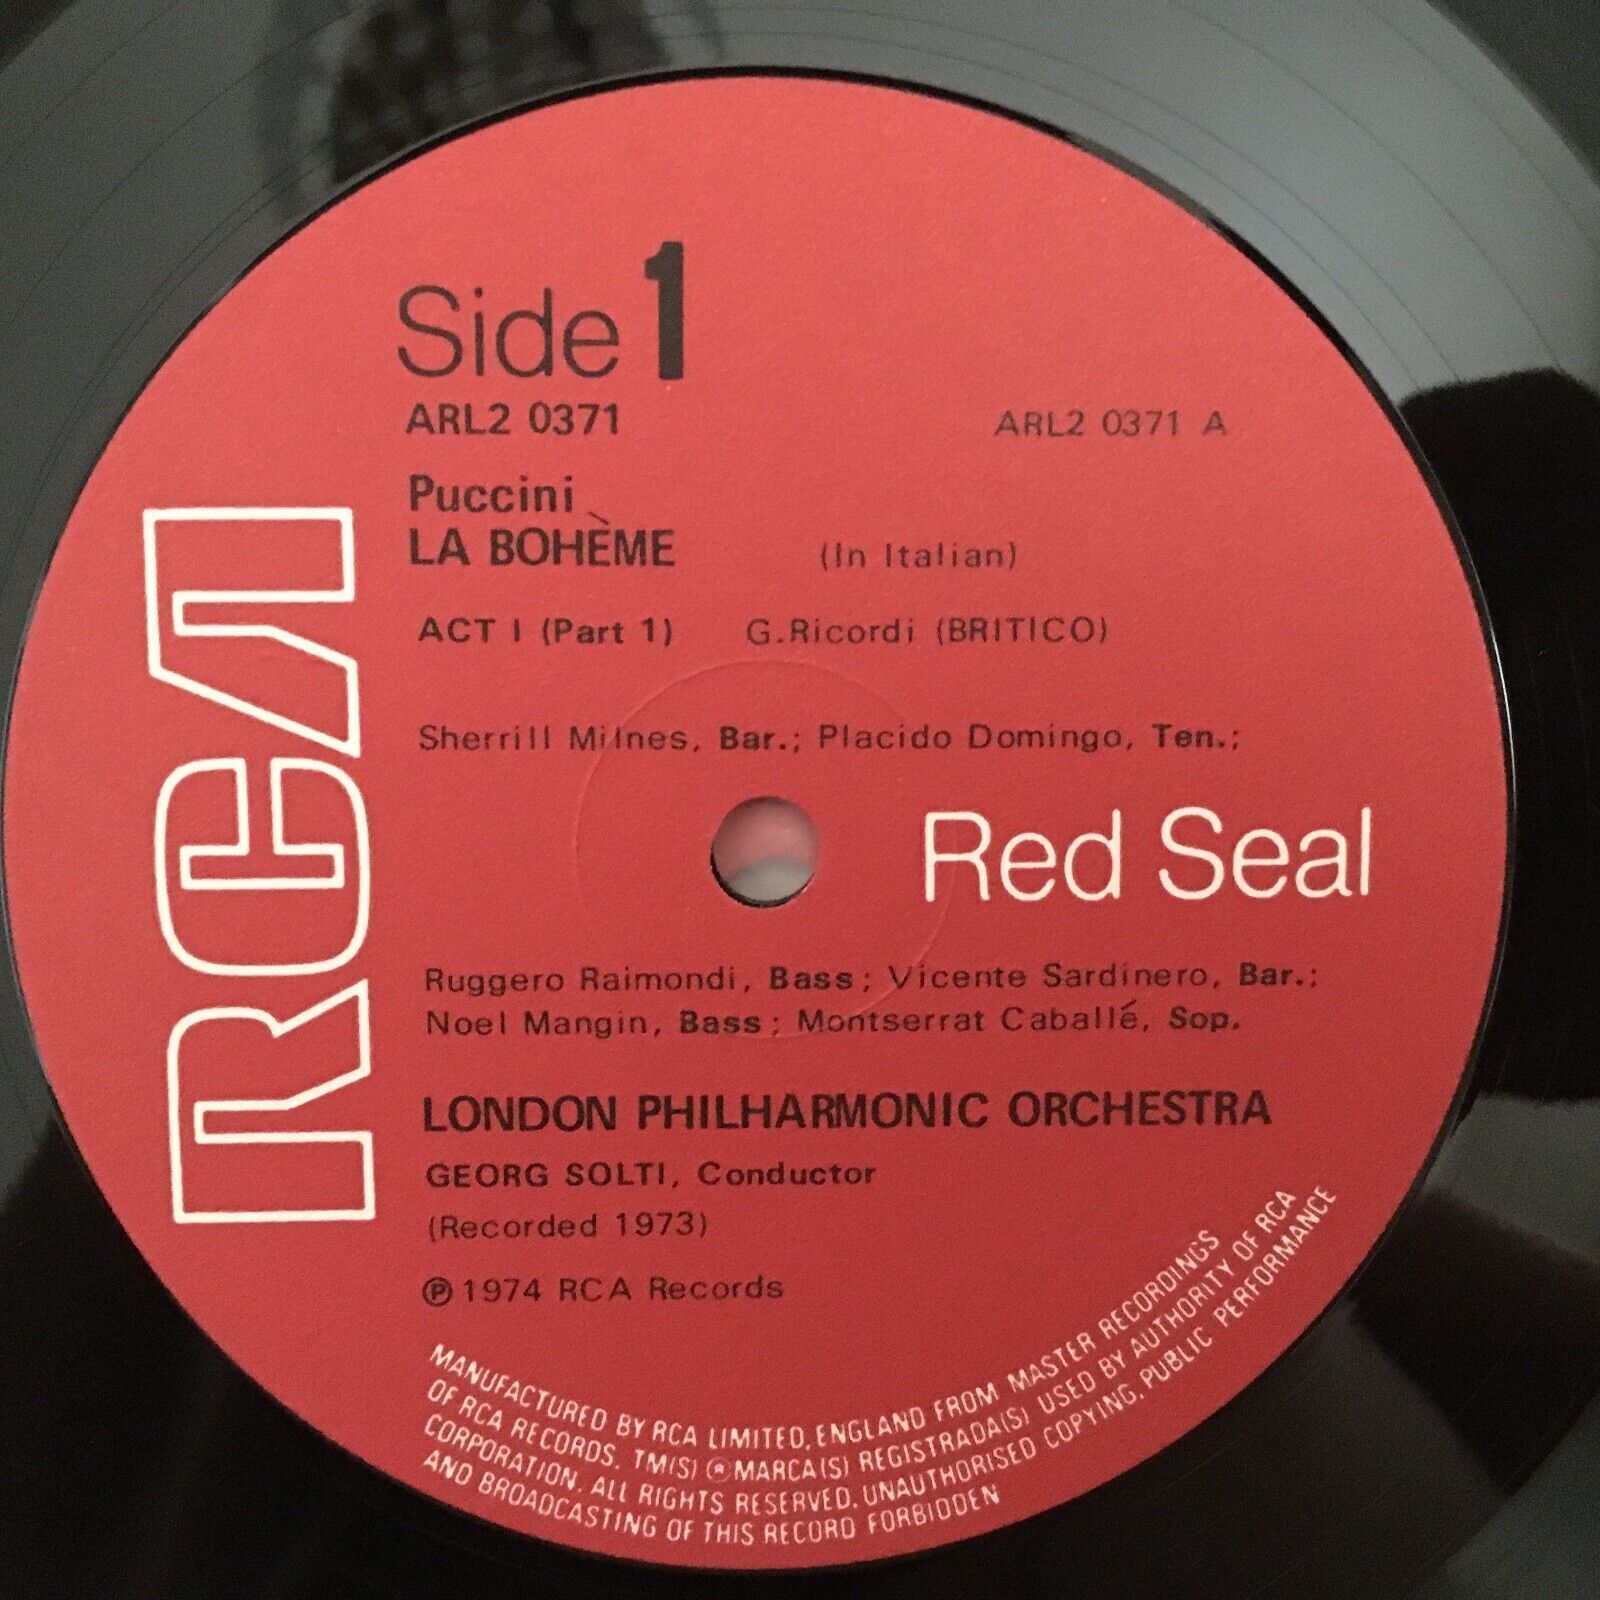 Side 1
ARL2 0371 ARL2 0371 A
Puccini
LA BOHÈME (In Italian)
ACT I (Part 1) G.Ricordi (BRITICO)
Sherrill Milnes, Bar.; Placido Domingo, Ten.;
RCA
Red Seal
Ruggero Raimondi, Bass; Vicente Sardinero, Bar.;
Noel Mangin, Bass; Montserrat Caballé, Sop.
LONDON PHILHARMONIC ORCHESTRA
GEORG SOLTI, Conductor
(Recorded 1973)
℗ 1974 RCA Records
MANUFACTURED BY RCA LIMITED, ENGLAND FROM MASTER RECORDINGS
OF RCA RECORDS. TM(S) ® MARCA(S) REGISTRADA(S) USED BY AUTHORITY OF RCA
CORPORATION. ALL RIGHTS RESERVED. UNAUTHORISED COPYING, PUBLIC PERFORMANCE
AND BROADCASTING OF THIS RECORD FORBIDDEN